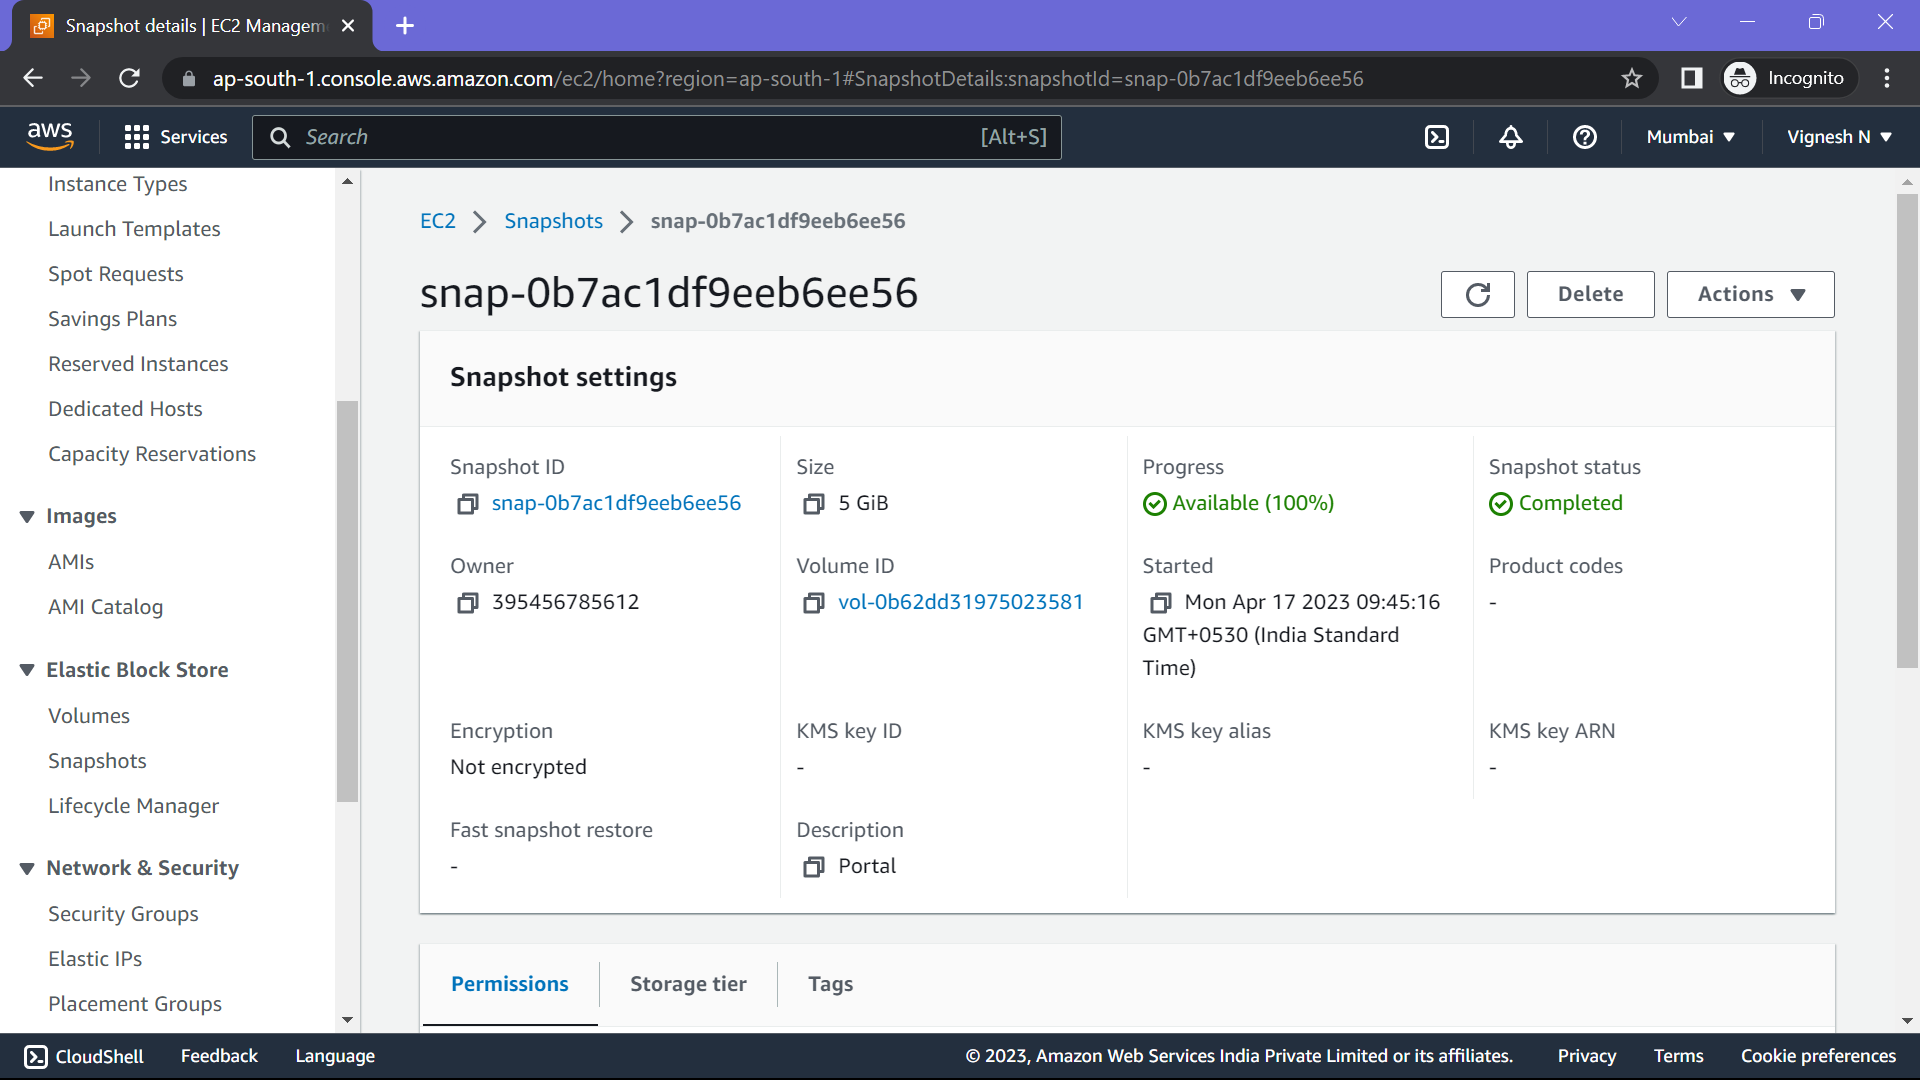 Snapshot details | EC2 Managem
ap-south-1.console.aws.amazon.com/ec2/home?region=ap-south-1#SnapshotDetails:snapshotId=snap-0b7ac1df9eeb6ee56
Incognito
aws
Services
Search
[Alt+S]
Mumbai
Vignesh N
Instance Types
Launch Templates
Spot Requests
Savings Plans
Reserved Instances
Dedicated Hosts
Capacity Reservations
Images
AMIs
AMI Catalog
Elastic Block Store
Volumes
Snapshots
Lifecycle Manager
Network & Security
Security Groups
Elastic IPs
Placement Groups
EC2 > Snapshots > snap-0b7ac1df9eeb6ee56
snap-0b7ac1df9eeb6ee56
Delete
Actions
Snapshot settings
Snapshot ID
snap-0b7ac1df9eeb6ee56
Size
5 GiB
Progress
Available (100%)
Snapshot status
Completed
Owner
395456785612
Volume ID
vol-0b62dd31975023581
Started
Mon Apr 17 2023 09:45:16
GMT+0530 (India Standard
Time)
Product codes
-
Encryption
Not encrypted
KMS key ID
-
KMS key alias
-
KMS key ARN
-
Fast snapshot restore
-
Description
Portal
Permissions
Storage tier
Tags
CloudShell
Feedback
Language
© 2023, Amazon Web Services India Private Limited or its affiliates.
Privacy
Terms
Cookie preferences